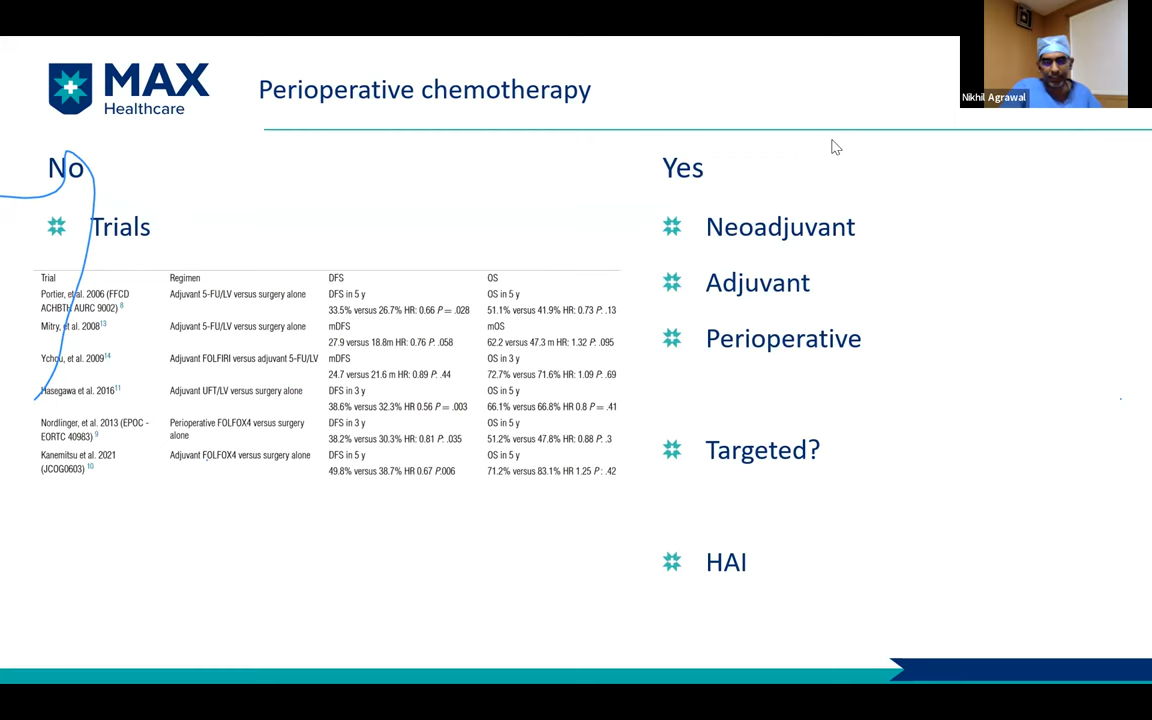 MAX
Healthcare
Perioperative chemotherapy
Nikhil Agrawal
No
Trials
Trial Regimen DFS OS
Portier, et al. 2006 (FFCD Adjuvant 5-FU/LV versus surgery alone DFS in 5 y OS in 5 y
ACHBTH AURC 9002) 8 33.5% versus 26.7% HR: 0.66 P = .028 51.1% versus 41.9% HR: 0.73 P: .13
Mitry, et al. 2008 13 Adjuvant 5-FU/LV versus surgery alone mDFS mOS
27.9 versus 18.8m HR: 0.76 P: .058 62.2 versus 47.3 m HR: 1.32 P: .095
Ychou, et al. 2009 14 Adjuvant FOLFIRI versus adjuvant 5-FU/LV mDFS OS in 3 y
24.7 versus 21.6 m HR: 0.89 P: .44 72.7% versus 71.6% HR: 1.09 P: .69
Hasegawa et al. 2016 11 Adjuvant UFT/LV versus surgery alone DFS in 3 y OS in 5 y
38.6% versus 32.3% HR 0.56 P = .003 66.1% versus 66.8% HR 0.8 P = .41
Nordlinger, et al. 2013 (EPOC - Perioperative FOLFOX4 versus surgery DFS in 3 y OS in 5 y
EORTC 40983) 9 alone 38.2% versus 30.3% HR: 0.81 P: .035 51.2% versus 47.8% HR: 0.88 P: .3
Kanemitsu et al. 2021 Adjuvant FOLFOX4 versus surgery alone DFS in 5 y OS in 5 y
(JCOG0603) 10 49.8% versus 38.7% HR 0.67 P.006 71.2% versus 83.1% HR 1.25 P : .42
Yes
Neoadjuvant
Adjuvant
Perioperative
Targeted?
HAI